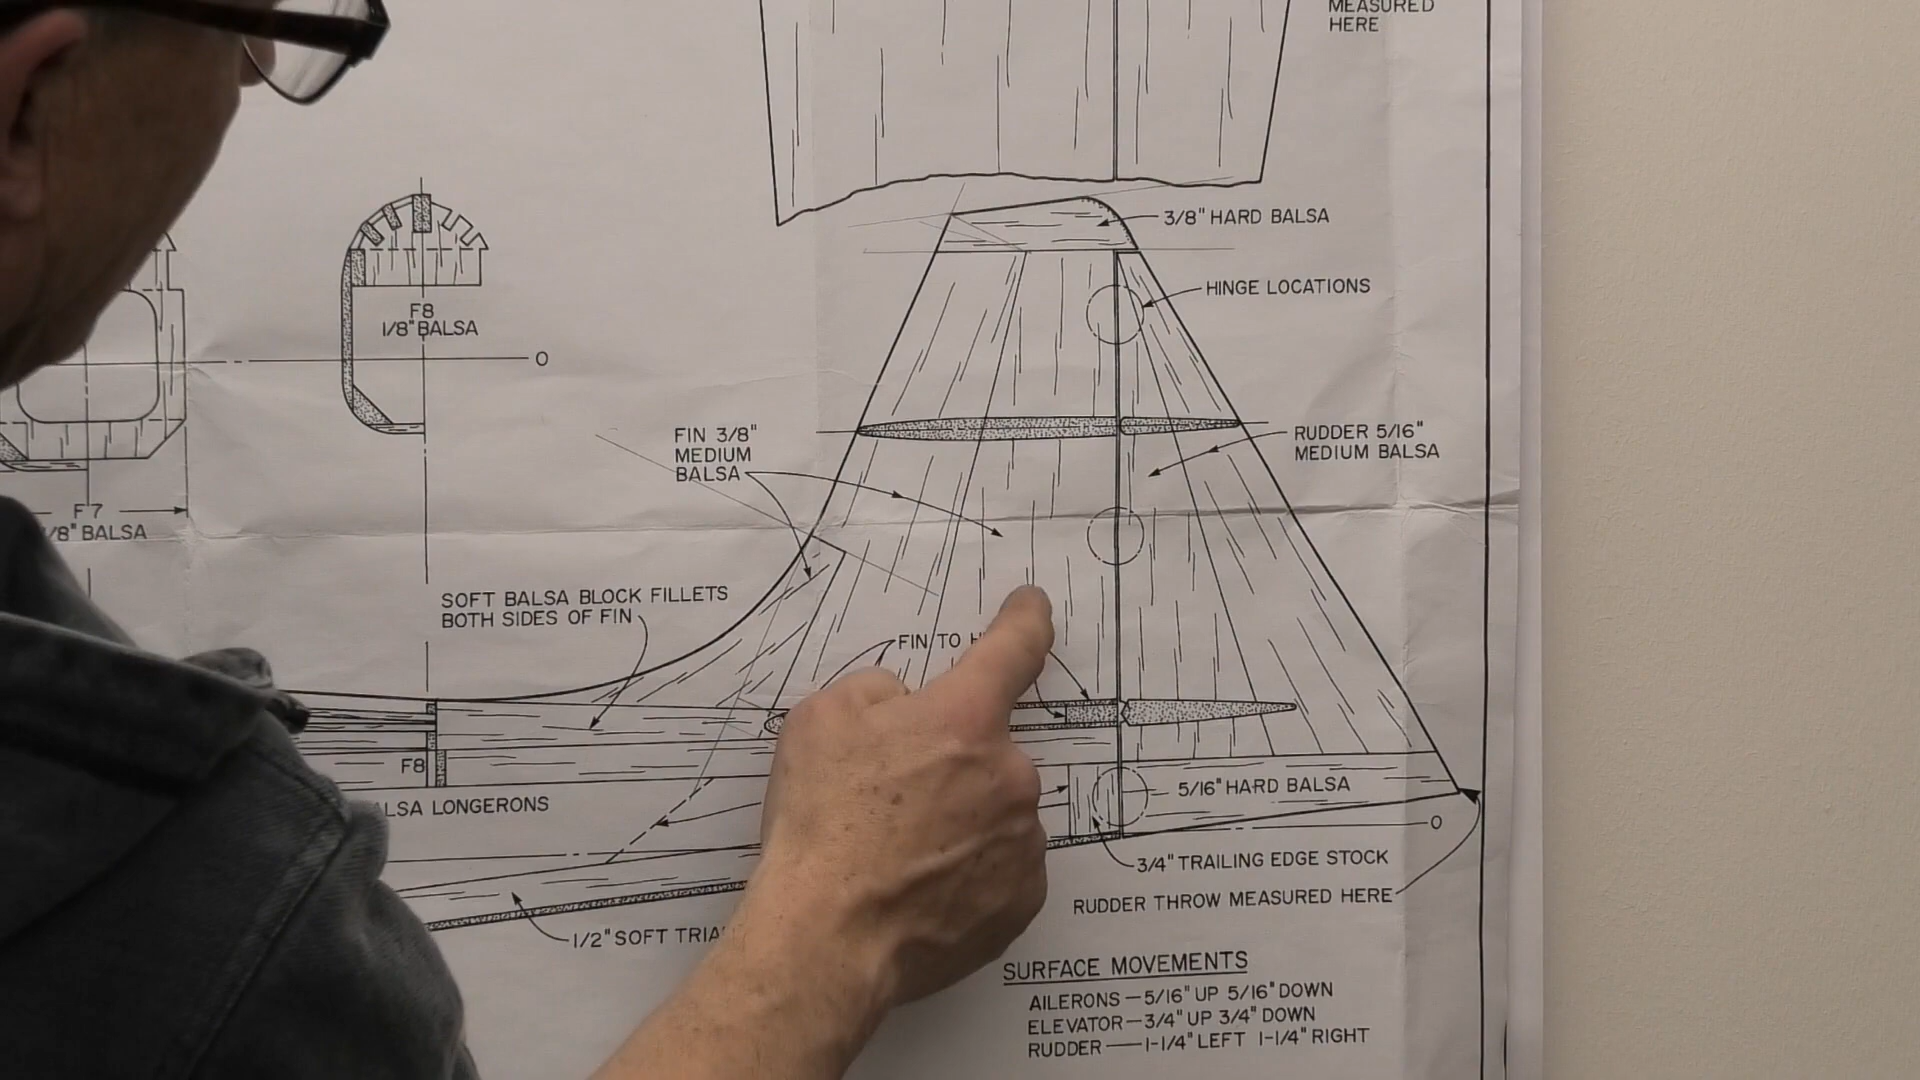 MEASURED
HERE
3/8" HARD BALSA
HINGE LOCATIONS
F8
1/8" BALSA
O
FIN 3/8"
MEDIUM
BALSA
RUDDER 5/16"
MEDIUM BALSA
F7
/8" BALSA
SOFT BALSA BLOCK FILLETS
BOTH SIDES OF FIN
FIN TO
F8
5/16" HARD BALSA
ALSA LONGERONS
O
3/4" TRAILING EDGE STOCK
RUDDER THROW MEASURED HERE
1/2" SOFT
SURFACE MOVEMENTS
AILERONS — 5/16" UP 5/16" DOWN
ELEVATOR — 3/4" UP 3/4" DOWN
RUDDER — 1-1/4" LEFT 1-1/4" RIGHT